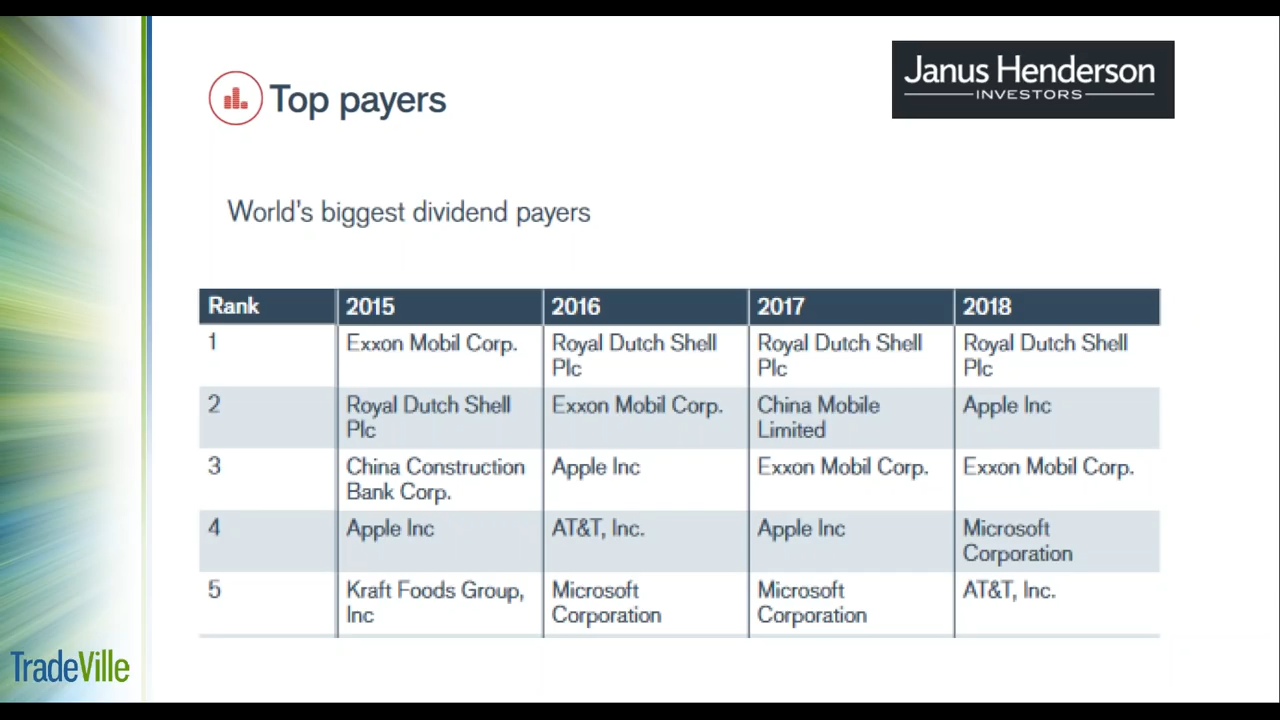 Janus Henderson
INVESTORS
Top payers
World's biggest dividend payers
Rank 2015 2016 2017 2018
1 Exxon Mobil Corp. Royal Dutch Shell Plc Royal Dutch Shell Plc Royal Dutch Shell Plc
2 Royal Dutch Shell Plc Exxon Mobil Corp. China Mobile Limited Apple Inc
3 China Construction Bank Corp. Apple Inc Exxon Mobil Corp. Exxon Mobil Corp.
4 Apple Inc AT&T, Inc. Apple Inc Microsoft Corporation
5 Kraft Foods Group, Inc Microsoft Corporation Microsoft Corporation AT&T, Inc.
TradeVille